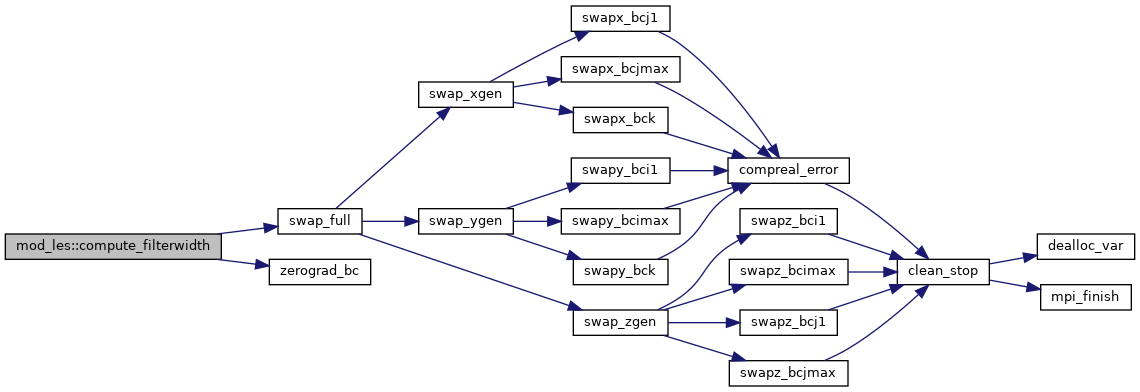 swapx_bcj1
swapx_bcjmax
swap_xgen
swapx_bck
swapy_bci1
compreal_error
swap_full
swap_ygen
swapy_bcimax
swapz_bci1
mod_les::compute_filterwidth
dealloc_var
zerograd_bc
swapy_bck
swapz_bcimax
clean_stop
mpi_finish
swap_zgen
swapz_bcj1
swapz_bcjmax